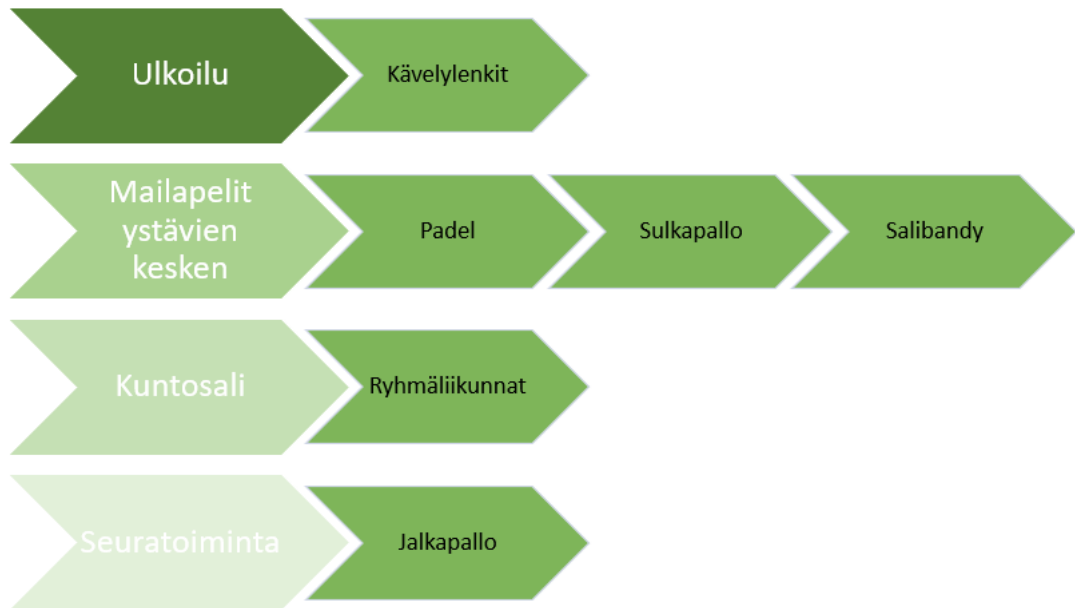 Ulkoilu
Kävelylenkit
Mailapelit
ystävien
kesken
Padel
Sulkapallo
Salibandy
Kuntosali
Ryhmäliikunnat
Seuratoiminta
Jalkapallo